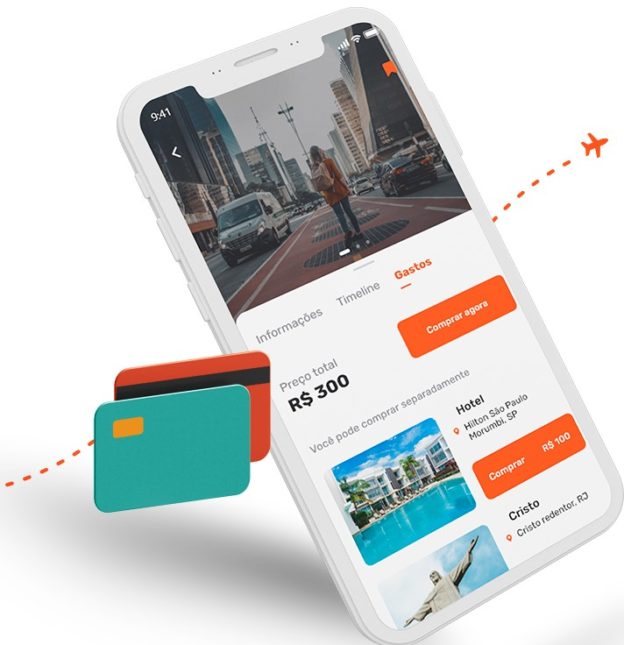 9:41
Informações
Timeline
Gastos
Preço total
R$ 300
Comprar agora
Você pode comprar separadamente
Hotel
Hilton São Paulo
Morumbi, SP
Comprar R$ 100
Cristo
Cristo redentor, RJ